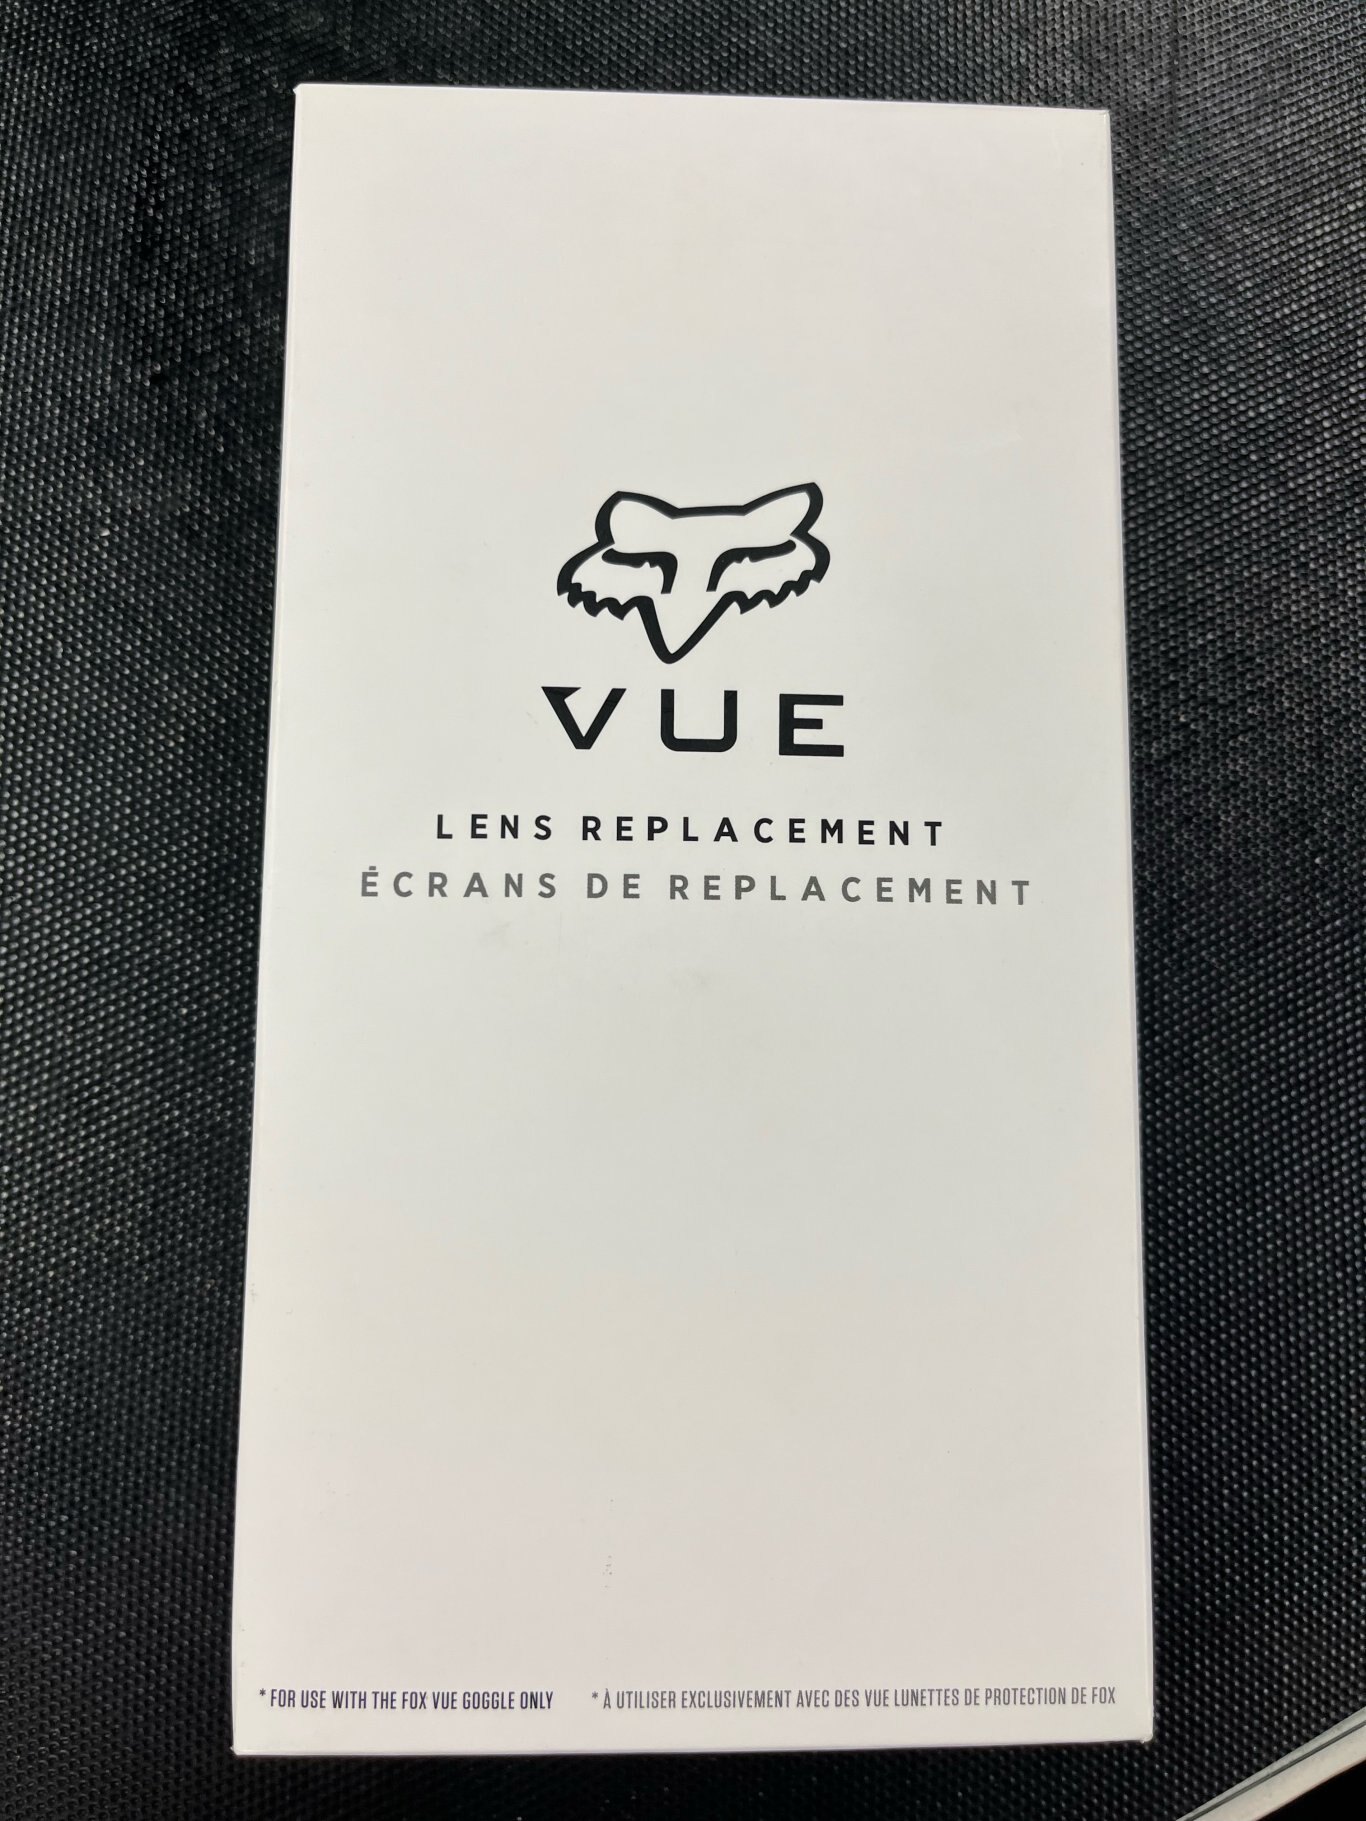 VUE
LENS REPLACEMENT
ÉCRANS DE REPLACEMENT
* FOR USE WITH THE FOX VUE GOGGLE ONLY
* À UTILISER EXCLUSIVEMENT AVEC DES VUE LUNETTES DE PROTECTION DE FOX